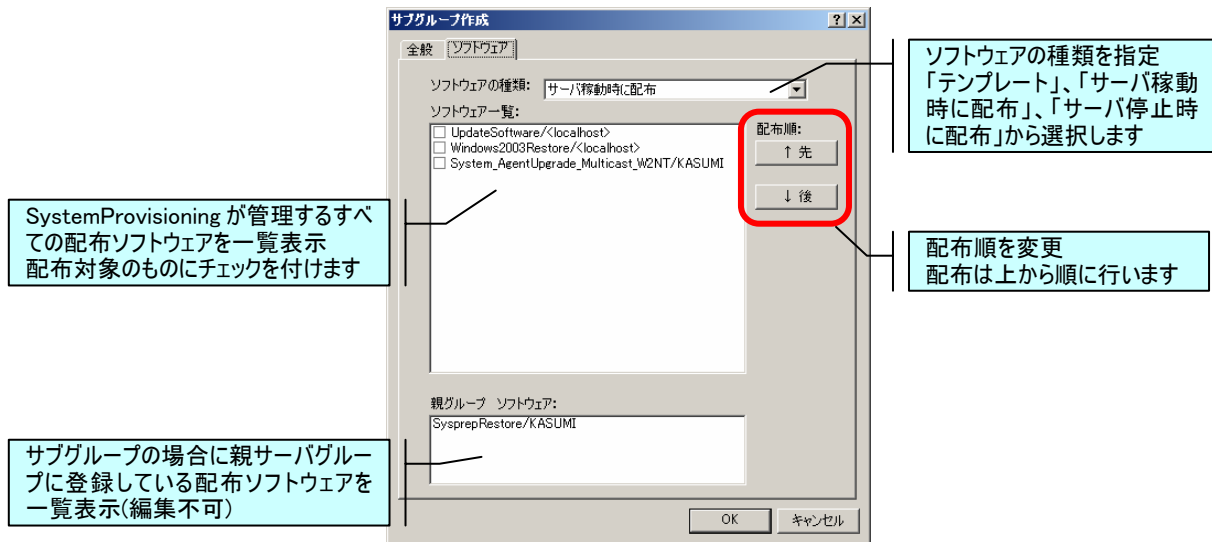 サブグループ作成
全般 ソフトウェア
ソフトウェアの種類: サーバ稼動時に配布
ソフトウェア一覧:
UpdateSoftware/<localhost>
Windows2003Restore/<localhost>
System_AgentUpgrade_Multicast_W2NT/KASUMI
配布順:
↑ 先
↓ 後
親グループ ソフトウェア:
SysprepRestore/KASUMI
OK キャンセル
ソフトウェアの種類を指定
「テンプレート」、「サーバ稼動
時に配布」、「サーバ停止時
に配布」から選択します
配布順を変更
配布は上から順に行います
SystemProvisioning が管理するすべ
ての配布ソフトウェアを一覧表示
配布対象のものにチェックを付けます
サブグループの場合に親サーバグルー
プに登録している配布ソフトウェアを
一覧表示(編集不可)